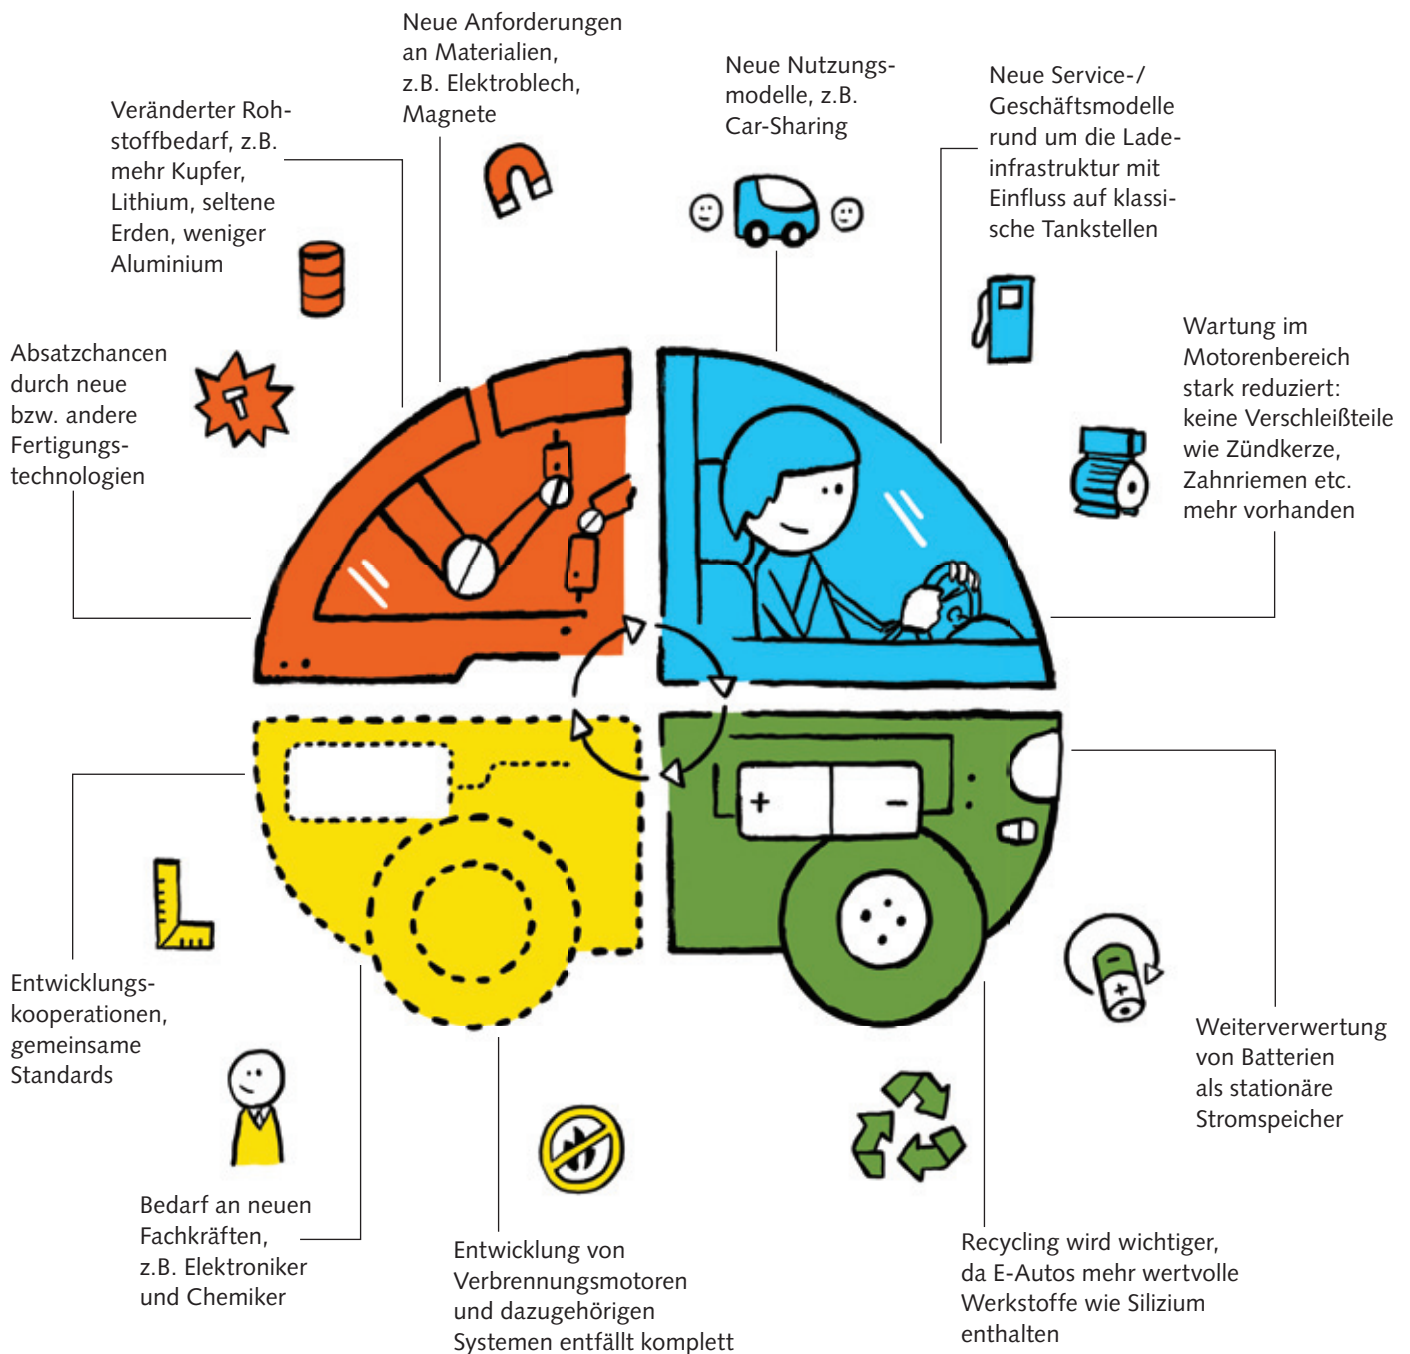 Neue Anforderungen
an Materialien,
z.B. Elektroblech,
Magnete
Neue Nutzungs-
modelle, z.B.
Car-Sharing
Neue Service-/
Geschäftsmodelle
rund um die Lade-
infrastruktur mit
Einfluss auf klassi-
sche Tankstellen
Veränderter Roh-
stoffbedarf, z.B.
mehr Kupfer,
Lithium, seltene
Erden, weniger
Aluminium
Absatzchancen
durch neue
bzw. andere
Fertigungs-
technologien
Wartung im
Motorenbereich
stark reduziert:
keine Verschleißteile
wie Zündkerze,
Zahnriemen etc.
mehr vorhanden
+ -
- +
Entwicklungs-
kooperationen,
gemeinsame
Standards
Weiterverwertung
von Batterien
als stationäre
Stromspeicher
Bedarf an neuen
Fachkräften,
z.B. Elektroniker
und Chemiker
Entwicklung von
Verbrennungsmotoren
und dazugehörigen
Systemen entfällt komplett
Recycling wird wichtiger,
da E-Autos mehr wertvolle
Werkstoffe wie Silizium
enthalten